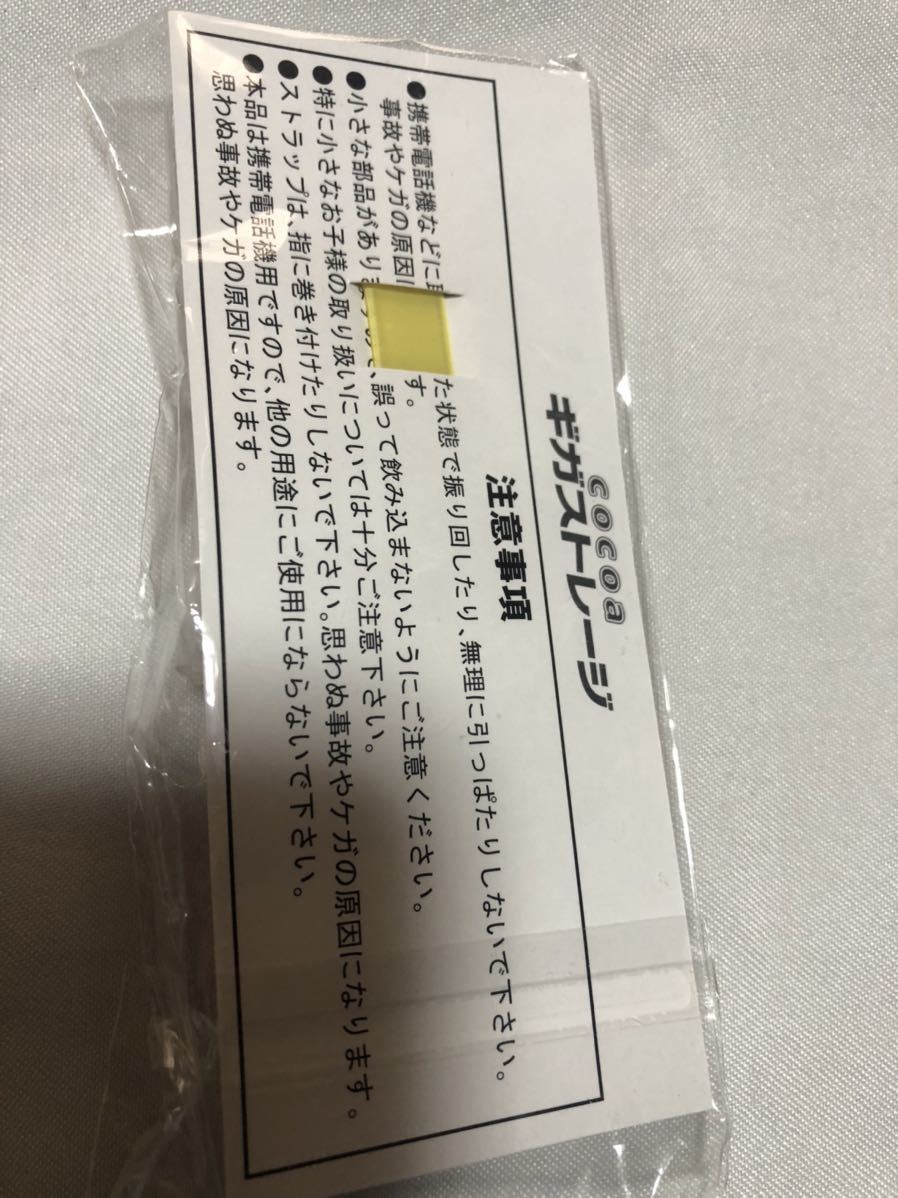 cocoa
ギガストレージ
注意事項
●携帯電話機などに た状態で振り回したり、無理に引っぱたりしないで下さい。
事故やケガの原因 す。
●小さな部品があり ので、誤って飲み込まないようにご注意ください。
●特に小さなお子様の取り扱いについては十分ご注意下さい。
●ストラップは、指に巻き付けたりしないで下さい。思わぬ事故やケガの原因になります。
●本品は携帯電話機用ですので、他の用途にご使用にならないで下さい。
思わぬ事故やケガの原因になります。